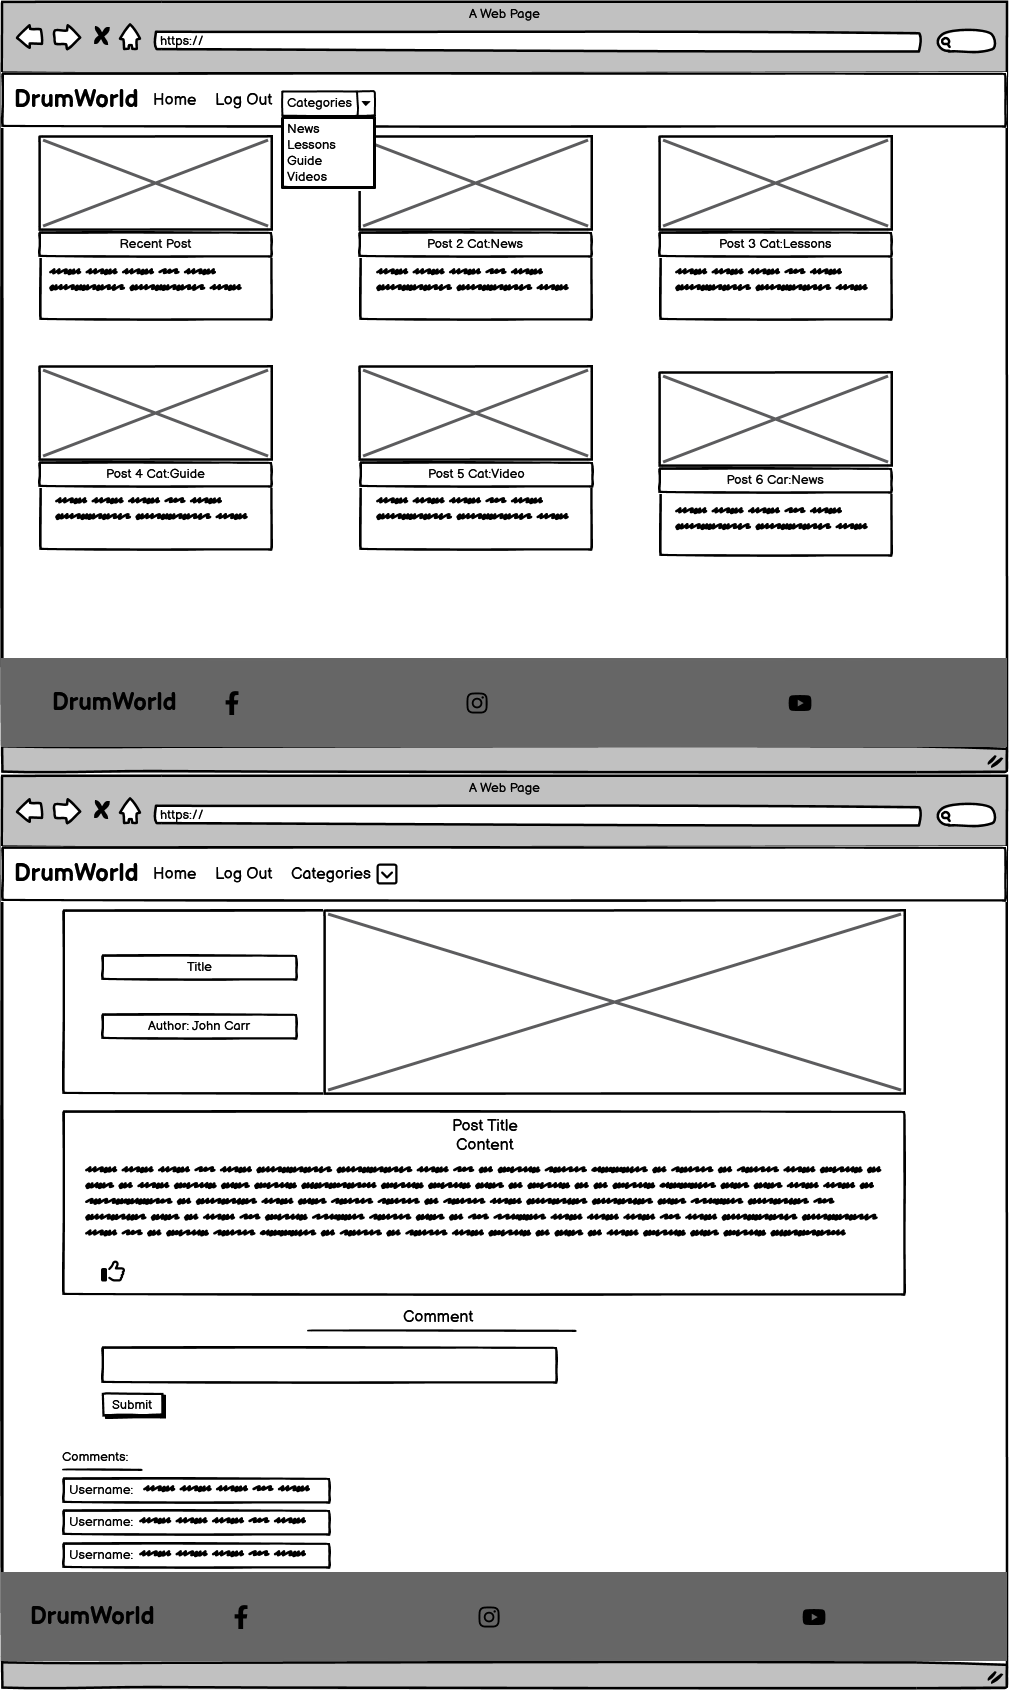 A Web Page
https://
DrumWorld Home Log Out Categories
News
Lessons
Guide
Videos
Recent Post
Post 2 Cat:News
Post 3 Cat:Lessons
Post 4 Cat:Guide
Post 5 Cat:Video
Post 6 Car:News
DrumWorld
A Web Page
https://
DrumWorld Home Log Out Categories
Title
Author: John Carr
Post Title
Content
Comment
Submit
Comments:
Username:
Username:
Username:
DrumWorld